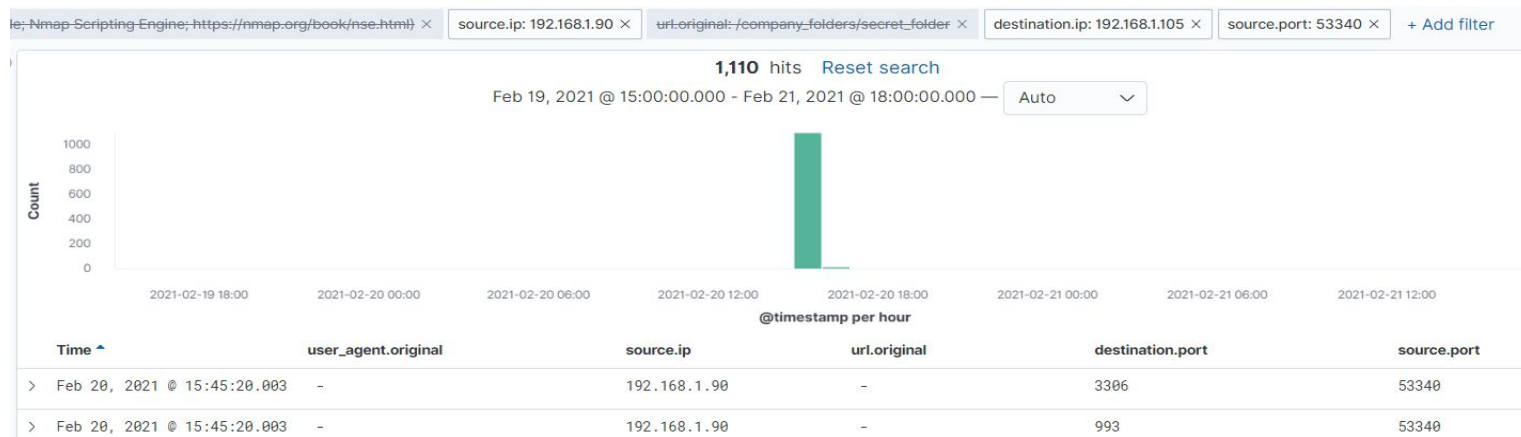 le; Nmap Scripting Engine; https://nmap.org/book/nse.html) × source.ip: 192.168.1.90 × url.original: /company_folders/secret_folder × destination.ip: 192.168.1.105 × source.port: 53340 × + Add filter
1,110 hits Reset search
Feb 19, 2021 @ 15:00:00.000 - Feb 21, 2021 @ 18:00:00.000 — Auto
1000
800
600
400
200
0
Count
2021-02-19 18:00 2021-02-20 00:00 2021-02-20 06:00 2021-02-20 12:00 2021-02-20 18:00 2021-02-21 00:00 2021-02-21 06:00 2021-02-21 12:00
@timestamp per hour
Time user_agent.original source.ip url.original destination.port source.port
> Feb 20, 2021 @ 15:45:20.003 - 192.168.1.90 - 3306 53340
> Feb 20, 2021 @ 15:45:20.003 - 192.168.1.90 - 993 53340